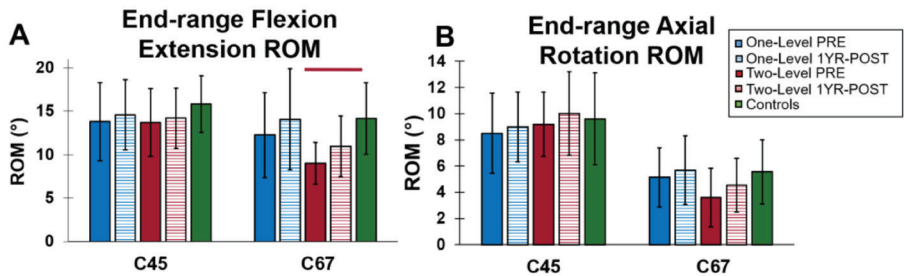 A
End-range Flexion
Extension ROM
ROM (°)
20
15
10
5
0
C45
C67
B
End-range Axial
Rotation ROM
ROM (°)
14
12
10
8
6
4
2
0
C45
C67
One-Level PRE
One-Level 1YR-POST
Two-Level PRE
Two-Level 1YR-POST
Controls